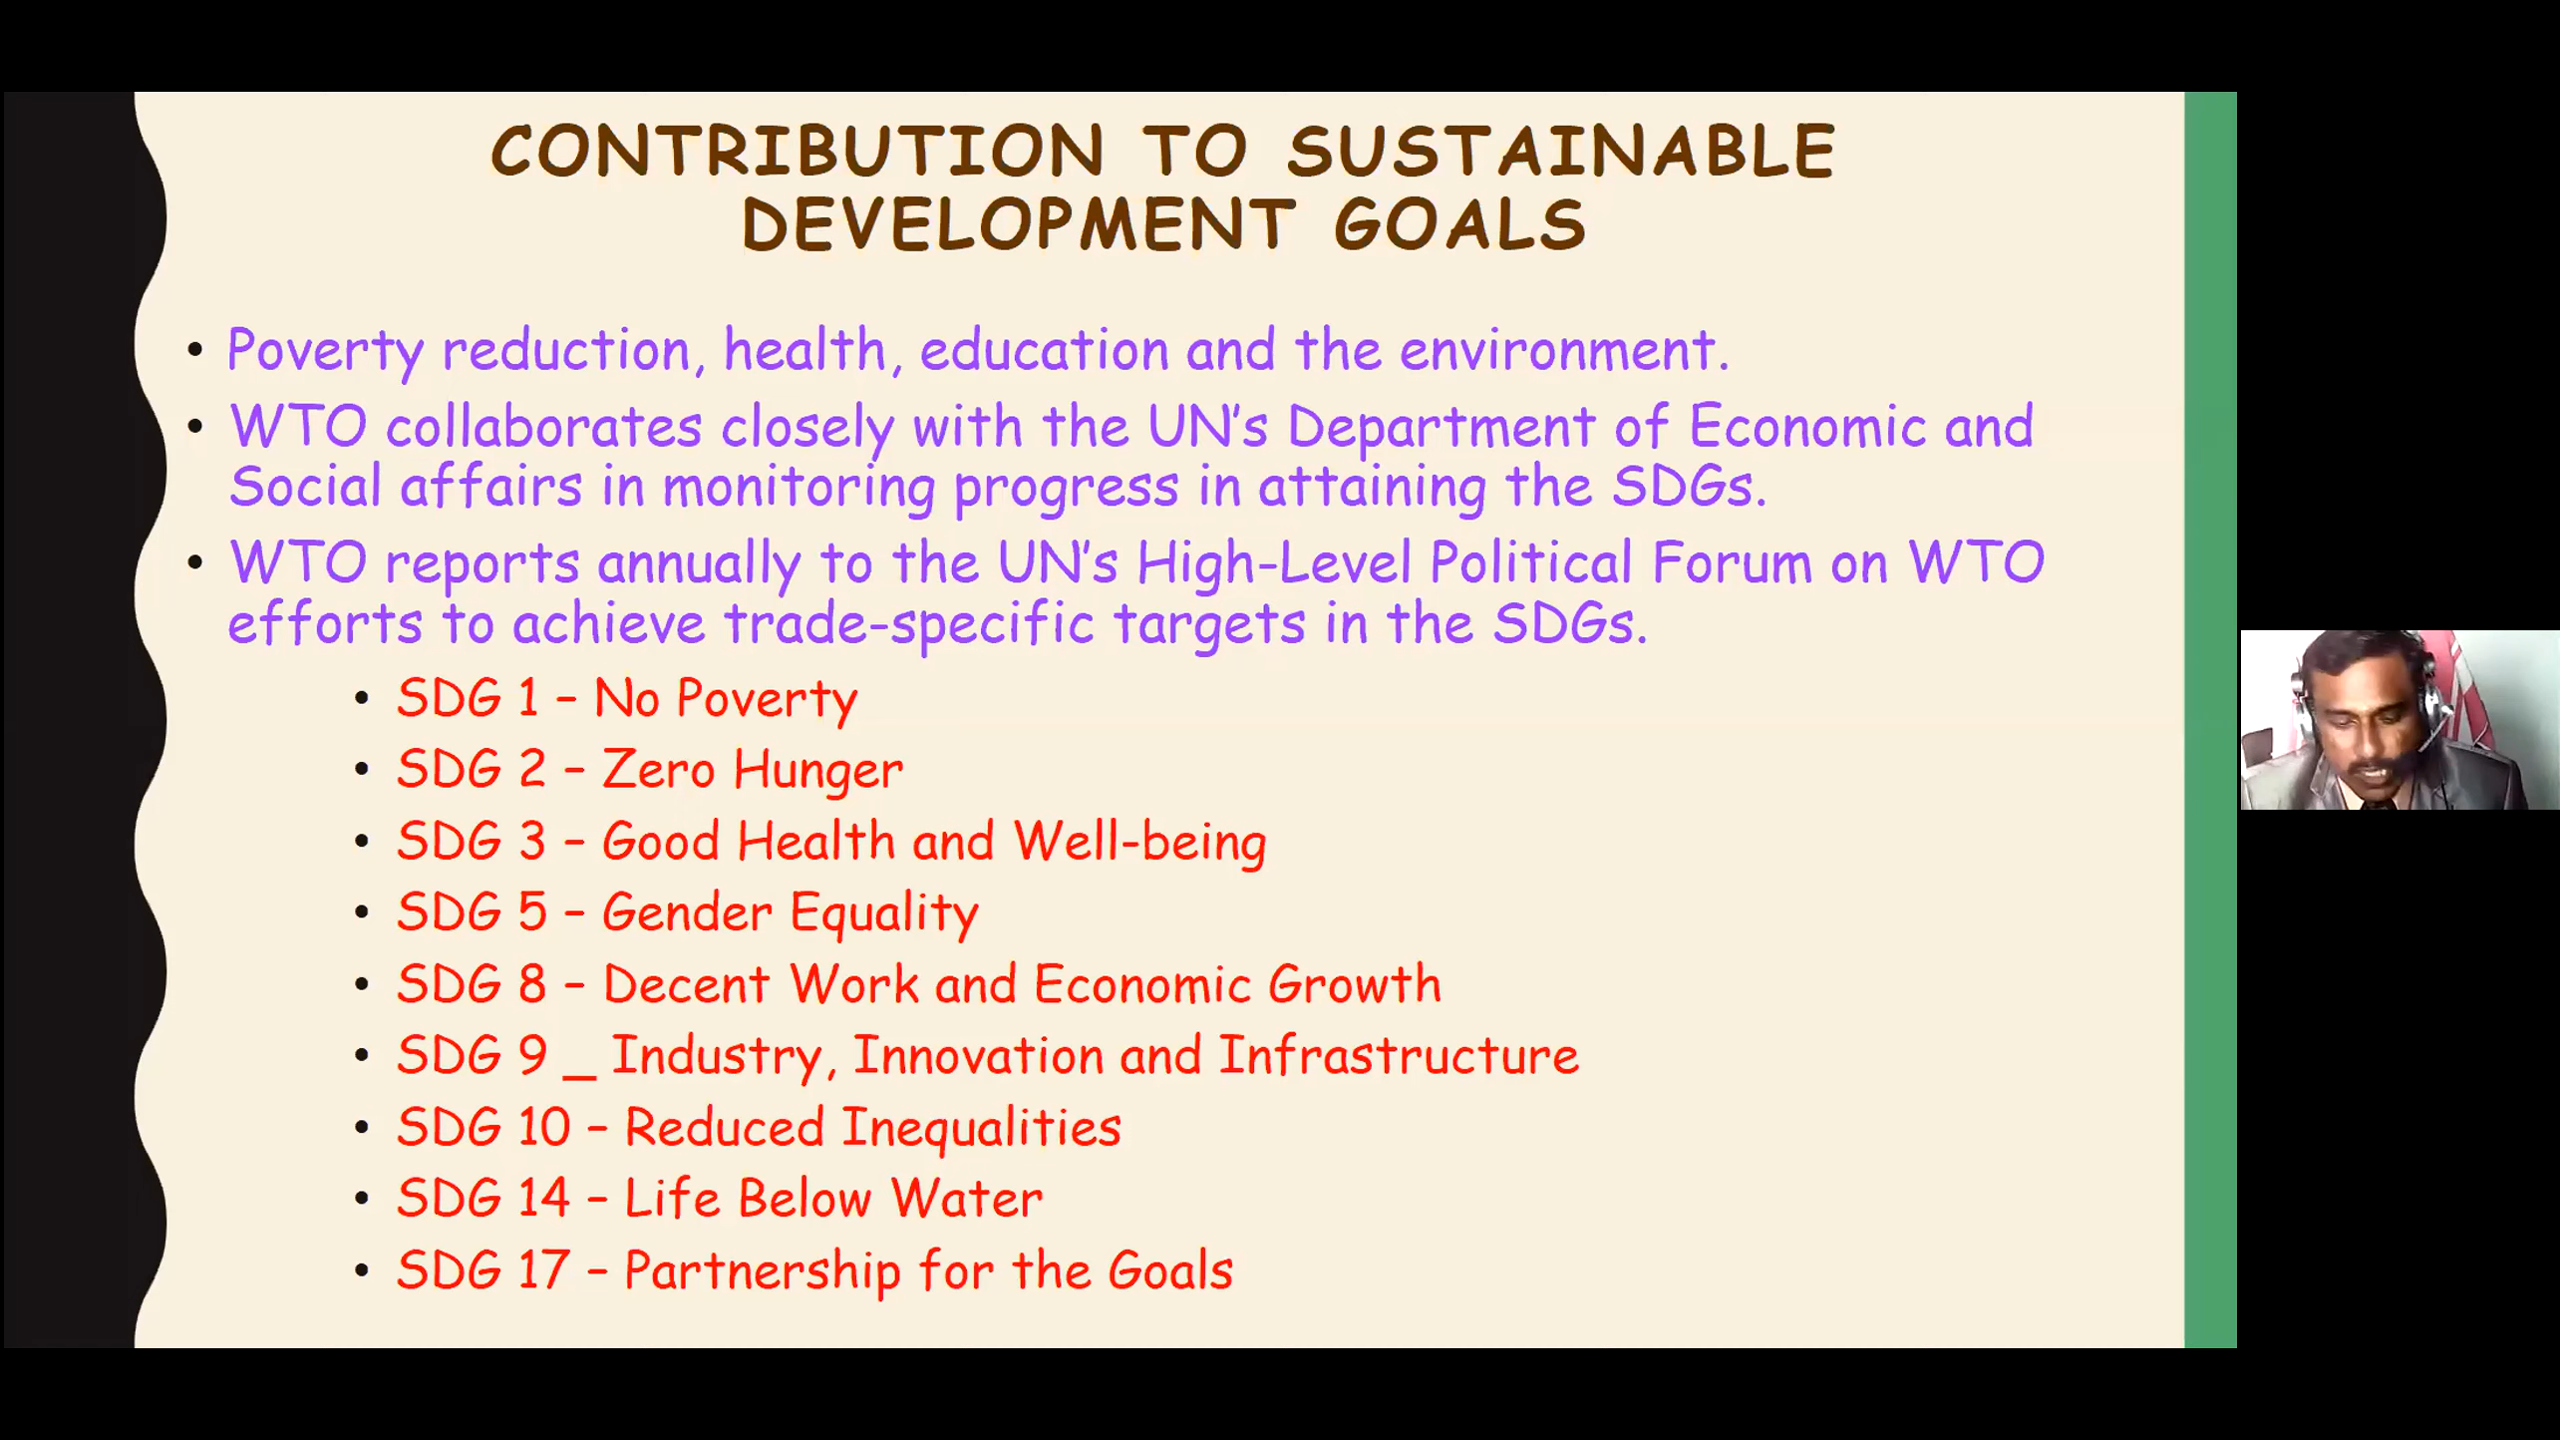 CONTRIBUTION TO SUSTAINABLE
DEVELOPMENT GOALS
• Poverty reduction, health, education and the environment.
• WTO collaborates closely with the UN's Department of Economic and
Social affairs in monitoring progress in attaining the SDGs.
• WTO reports annually to the UN's High-Level Political Forum on WTO
efforts to achieve trade-specific targets in the SDGs.
• SDG 1 – No Poverty
• SDG 2 – Zero Hunger
• SDG 3 – Good Health and Well-being
• SDG 5 – Gender Equality
• SDG 8 – Decent Work and Economic Growth
• SDG 9 _ Industry, Innovation and Infrastructure
• SDG 10 – Reduced Inequalities
• SDG 14 – Life Below Water
• SDG 17 – Partnership for the Goals